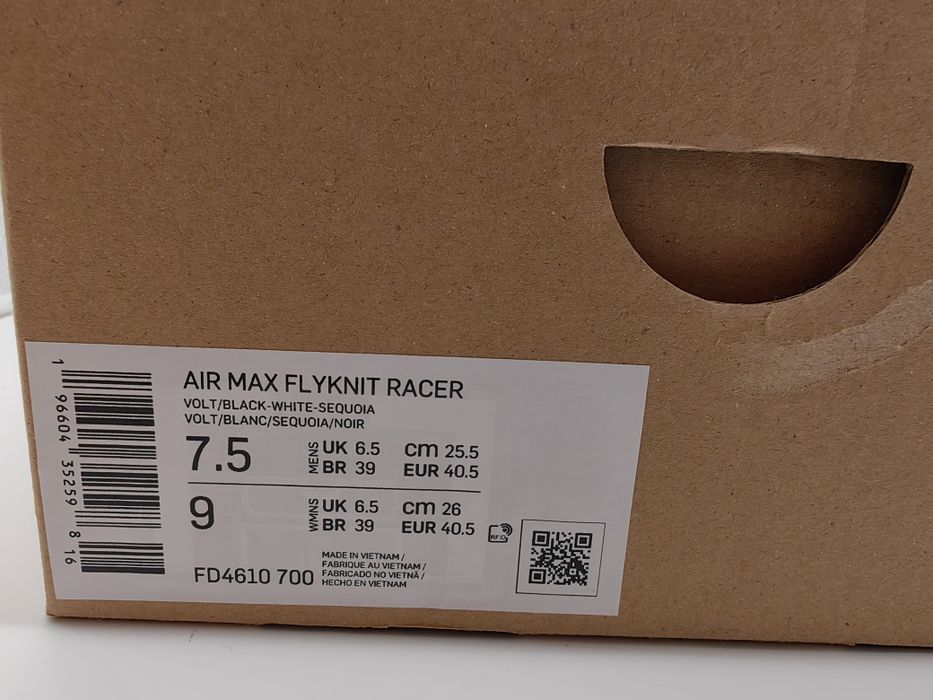 1 96604 35259 8 16
AIR MAX FLYKNIT RACER
VOLT/BLACK-WHITE-SEQUOIA
VOLT/BLANC/SEQUOIA/NOIR
7.5 MENS UK 6.5 cm 25.5
BR 39 EUR 40.5
9 WMNS UK 6.5 cm 26
BR 39 EUR 40.5
RFID
FD4610 700
MADE IN VIETNAM /
FABRIQUE AU VIETNAM /
FABRICADO NO VIETNÃ /
HECHO EN VIETNAM